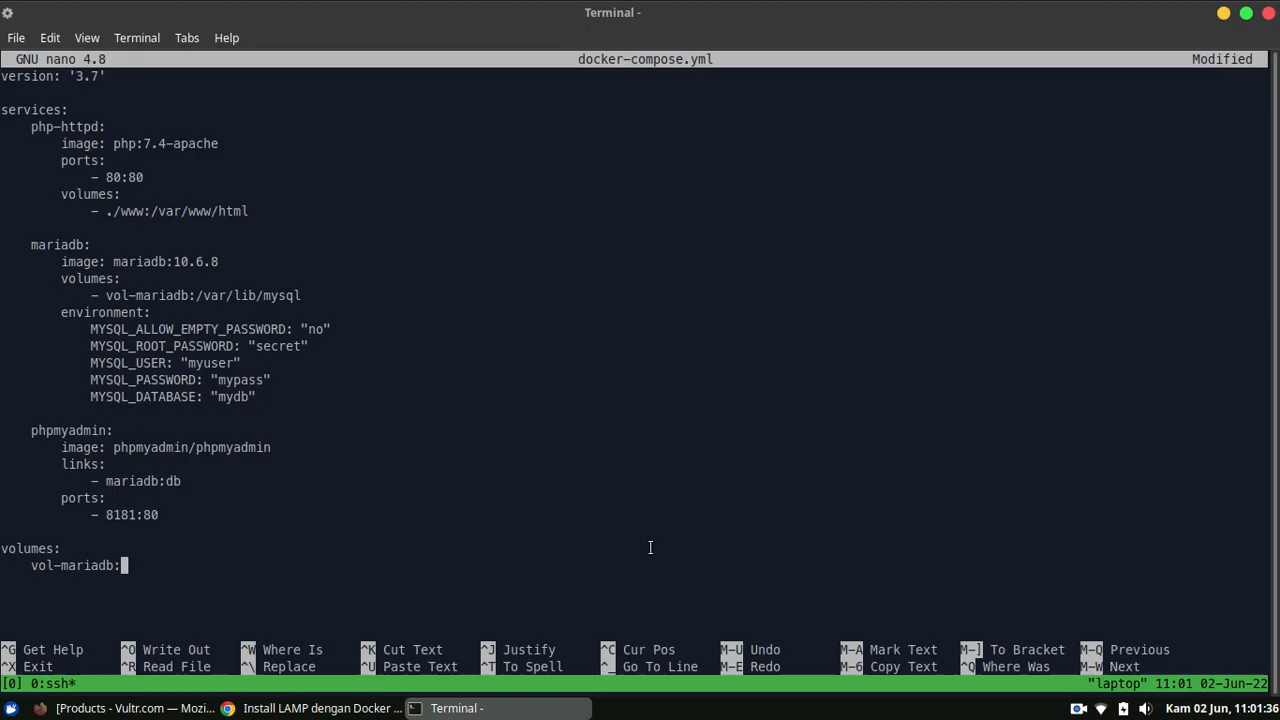 Terminal -
File Edit View Terminal Tabs Help
GNU nano 4.8 docker-compose.yml Modified
version: '3.7'
services:
    php-httpd:
        image: php:7.4-apache
        ports:
            - 80:80
        volumes:
            - ./www:/var/www/html
    mariadb:
        image: mariadb:10.6.8
        volumes:
            - vol-mariadb:/var/lib/mysql
        environment:
            MYSQL_ALLOW_EMPTY_PASSWORD: "no"
            MYSQL_ROOT_PASSWORD: "secret"
            MYSQL_USER: "myuser"
            MYSQL_PASSWORD: "mypass"
            MYSQL_DATABASE: "mydb"
    phpmyadmin:
        image: phpmyadmin/phpmyadmin
        links:
            - mariadb:db
        ports:
            - 8181:80
volumes:
    vol-mariadb:
^G Get Help ^O Write Out ^W Where Is ^K Cut Text ^J Justify ^C Cur Pos M-U Undo M-A Mark Text M-] To Bracket M-Q Previous
^X Exit ^R Read File ^\ Replace ^U Paste Text ^T To Spell ^_ Go To Line M-E Redo M-6 Copy Text ^Q Where Was M-W Next
[0] 0:ssh* "laptop" 11:01 02-Jun-22
[Products - Vultr.com — Mozi... Install LAMP dengan Docker ... Terminal - Kam 02 Jun, 11:01:36